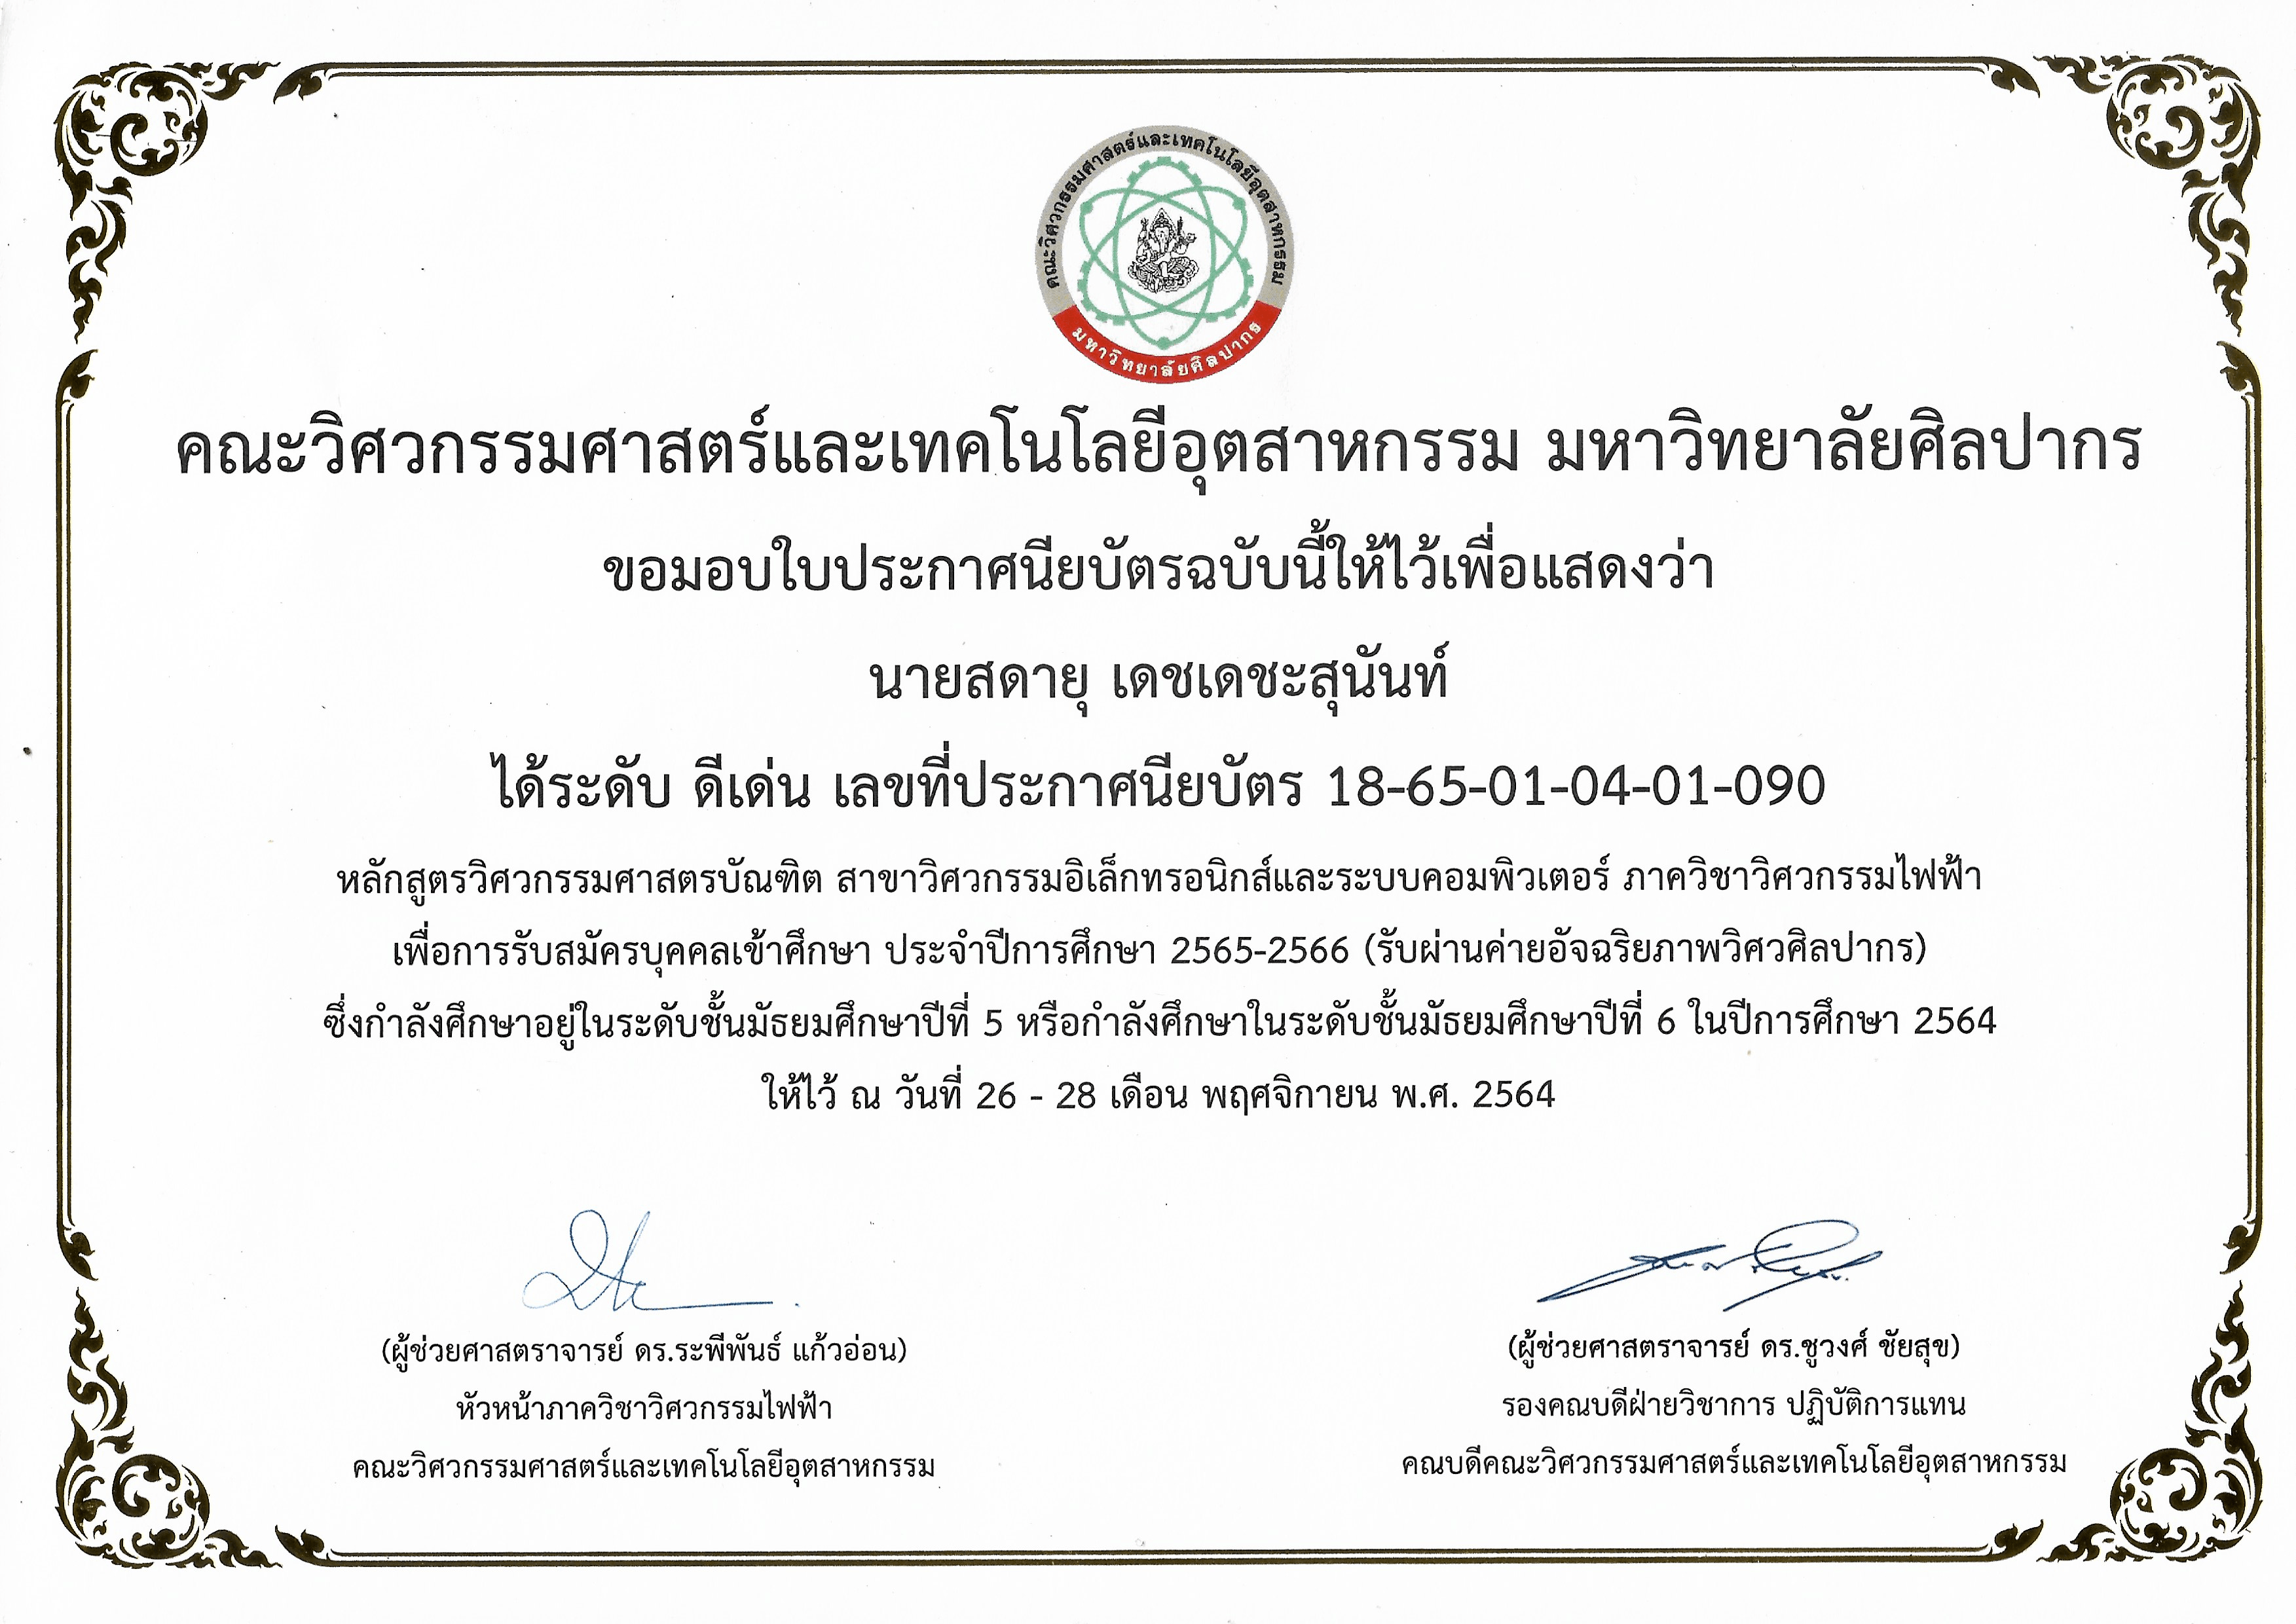 คณะวิศวกรรมศาสตร์และเทคโนโลยีอุตสาหกรรม
มหาวิทยาลัยศิลปากร
คณะวิศวกรรมศาสตร์และเทคโนโลยีอุตสาหกรรม มหาวิทยาลัยศิลปากร
ขอมอบใบประกาศนียบัตรฉบับนี้ให้ไว้เพื่อแสดงว่า
นายสดายุ เดชเดชะสุนันท์
ได้ระดับ ดีเด่น เลขที่ประกาศนียบัตร 18-65-01-04-01-090
หลักสูตรวิศวกรรมศาสตรบัณฑิต สาขาวิศวกรรมอิเล็กทรอนิกส์และระบบคอมพิวเตอร์ ภาควิชาวิศวกรรมไฟฟ้า
เพื่อการรับสมัครบุคคลเข้าศึกษา ประจำปีการศึกษา 2565-2566 (รับผ่านค่ายอัจฉริยภาพวิศวศิลปากร)
ซึ่งกำลังศึกษาอยู่ในระดับชั้นมัธยมศึกษาปีที่ 5 หรือกำลังศึกษาในระดับชั้นมัธยมศึกษาปีที่ 6 ในปีการศึกษา 2564
ให้ไว้ ณ วันที่ 26 - 28 เดือน พฤศจิกายน พ.ศ. 2564
(ผู้ช่วยศาสตราจารย์ ดร.ระพีพันธ์ แก้วอ่อน)
หัวหน้าภาควิชาวิศวกรรมไฟฟ้า
คณะวิศวกรรมศาสตร์และเทคโนโลยีอุตสาหกรรม
(ผู้ช่วยศาสตราจารย์ ดร.ชูวงศ์ ชัยสุข)
รองคณบดีฝ่ายวิชาการ ปฏิบัติการแทน
คณบดีคณะวิศวกรรมศาสตร์และเทคโนโลยีอุตสาหกรรม